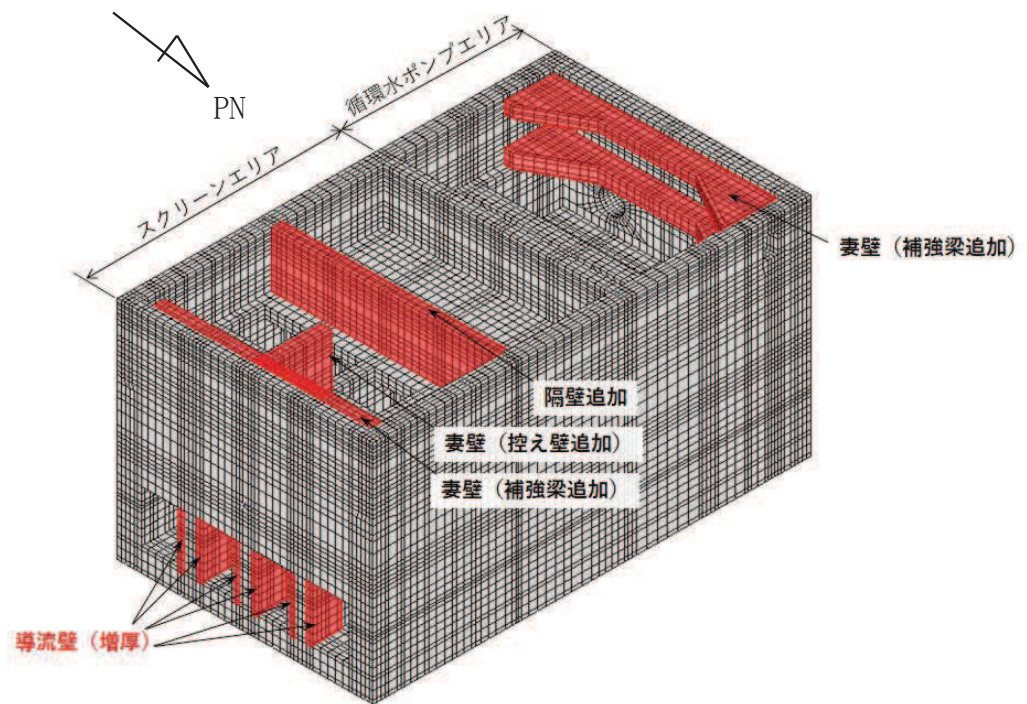 PN
循環水ポンプエリア
スクリーンエリア
妻壁（補強梁追加）
隔壁追加
妻壁（控え壁追加）
妻壁（補強梁追加）
導流壁（増厚）